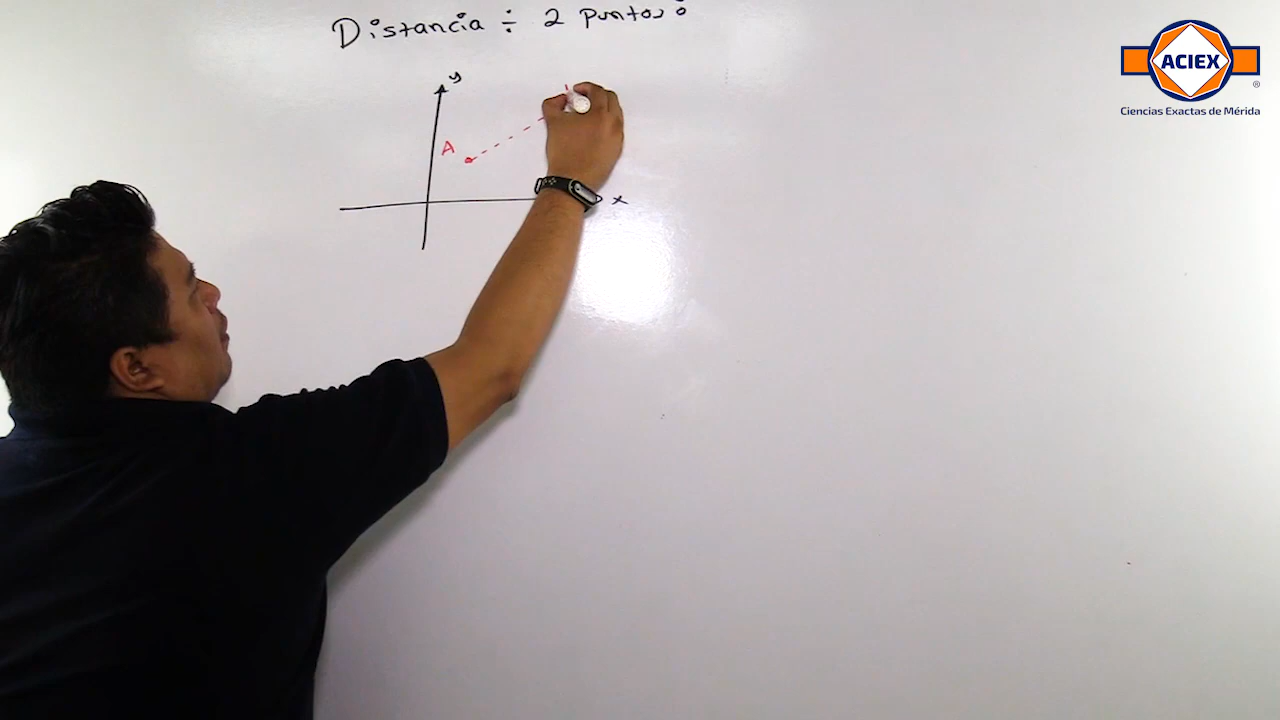 Distancia ÷ 2 puntos:
y
A
x
ACIEX
®
Ciencias Exactas de Mérida